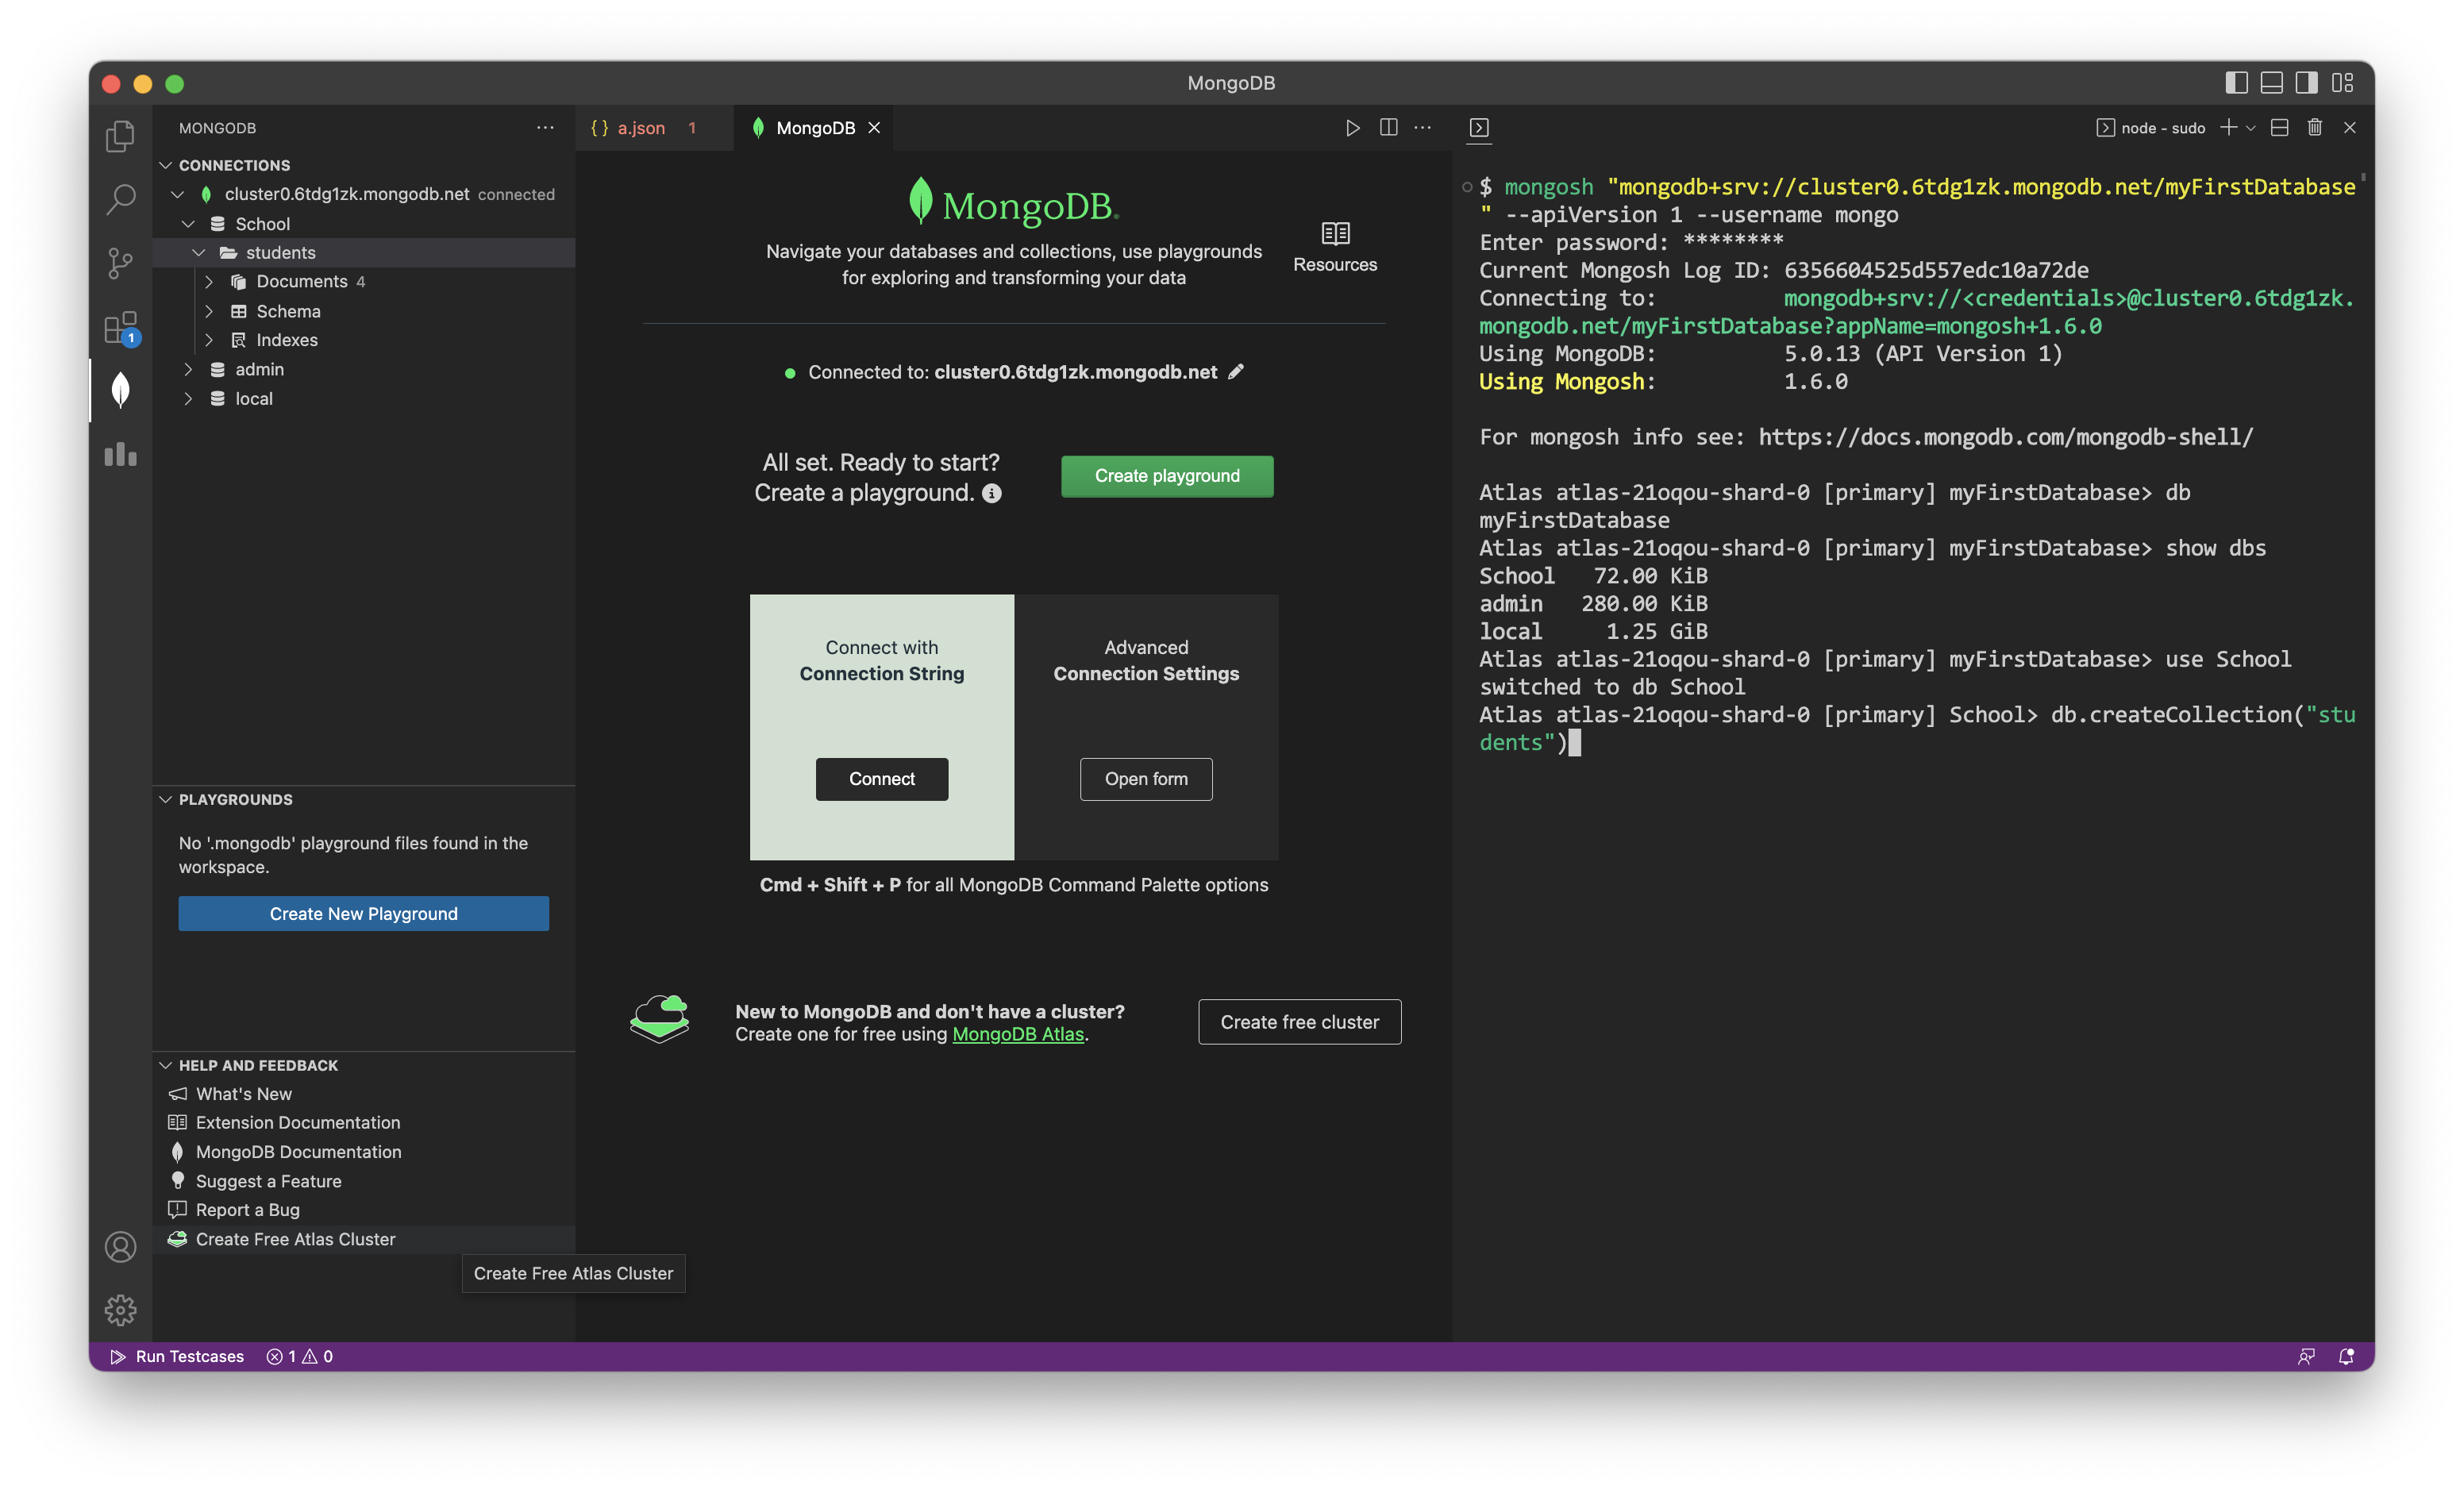 MongoDB
MONGODB
CONNECTIONS
cluster0.6tdg1zk.mongodb.net connected
School
students
Documents 4
Schema
Indexes
admin
local
1
PLAYGROUNDS
No '.mongodb' playground files found in the
workspace.
Create New Playground
HELP AND FEEDBACK
What's New
Extension Documentation
MongoDB Documentation
Suggest a Feature
Report a Bug
Create Free Atlas Cluster
Create Free Atlas Cluster
{} a.json 1
MongoDB
MongoDB.
Navigate your databases and collections, use playgrounds
for exploring and transforming your data
Resources
Connected to: cluster0.6tdg1zk.mongodb.net
All set. Ready to start?
Create a playground.
Create playground
Connect with
Connection String
Connect
Advanced
Connection Settings
Open form
Cmd + Shift + P for all MongoDB Command Palette options
New to MongoDB and don't have a cluster?
Create one for free using MongoDB Atlas.
Create free cluster
node - sudo
$ mongosh "mongodb+srv://cluster0.6tdg1zk.mongodb.net/myFirstDatabase
" --apiVersion 1 --username mongo
Enter password: ********
Current Mongosh Log ID: 6356604525d557edc10a72de
Connecting to: mongodb+srv://<credentials>@cluster0.6tdg1zk.
mongodb.net/myFirstDatabase?appName=mongosh+1.6.0
Using MongoDB: 5.0.13 (API Version 1)
Using Mongosh: 1.6.0
For mongosh info see: https://docs.mongodb.com/mongodb-shell/
Atlas atlas-21oqou-shard-0 [primary] myFirstDatabase> db
myFirstDatabase
Atlas atlas-21oqou-shard-0 [primary] myFirstDatabase> show dbs
School 72.00 KiB
admin 280.00 KiB
local 1.25 GiB
Atlas atlas-21oqou-shard-0 [primary] myFirstDatabase> use School
switched to db School
Atlas atlas-21oqou-shard-0 [primary] School> db.createCollection("stu
dents")
Run Testcases 1 0